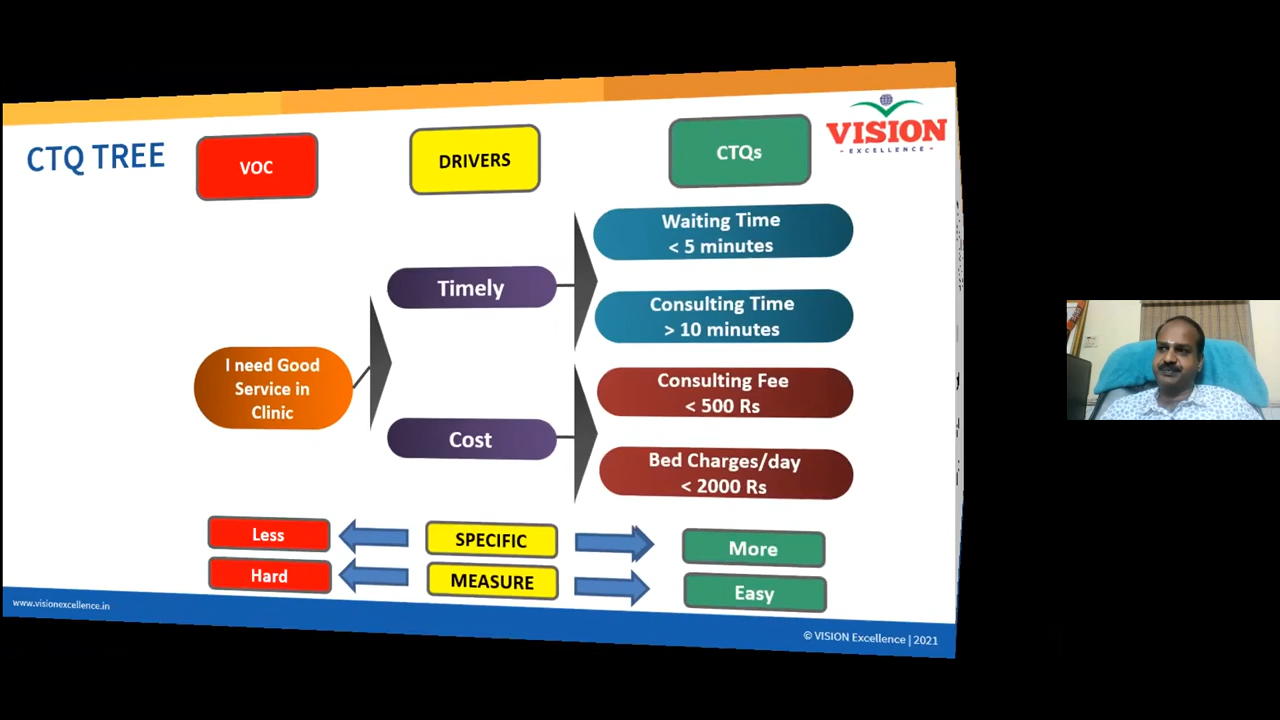 CTQ TREE
VOC
DRIVERS
CTQs
VISION
- EXCELLENCE -
Waiting Time
< 5 minutes
Timely
Consulting Time
> 10 minutes
I need Good
Service in
Clinic
Consulting Fee
< 500 Rs
Cost
Bed Charges/day
< 2000 Rs
Less
SPECIFIC
More
Hard
MEASURE
Easy
www.visionexcellence.in
© VISION Excellence | 2021